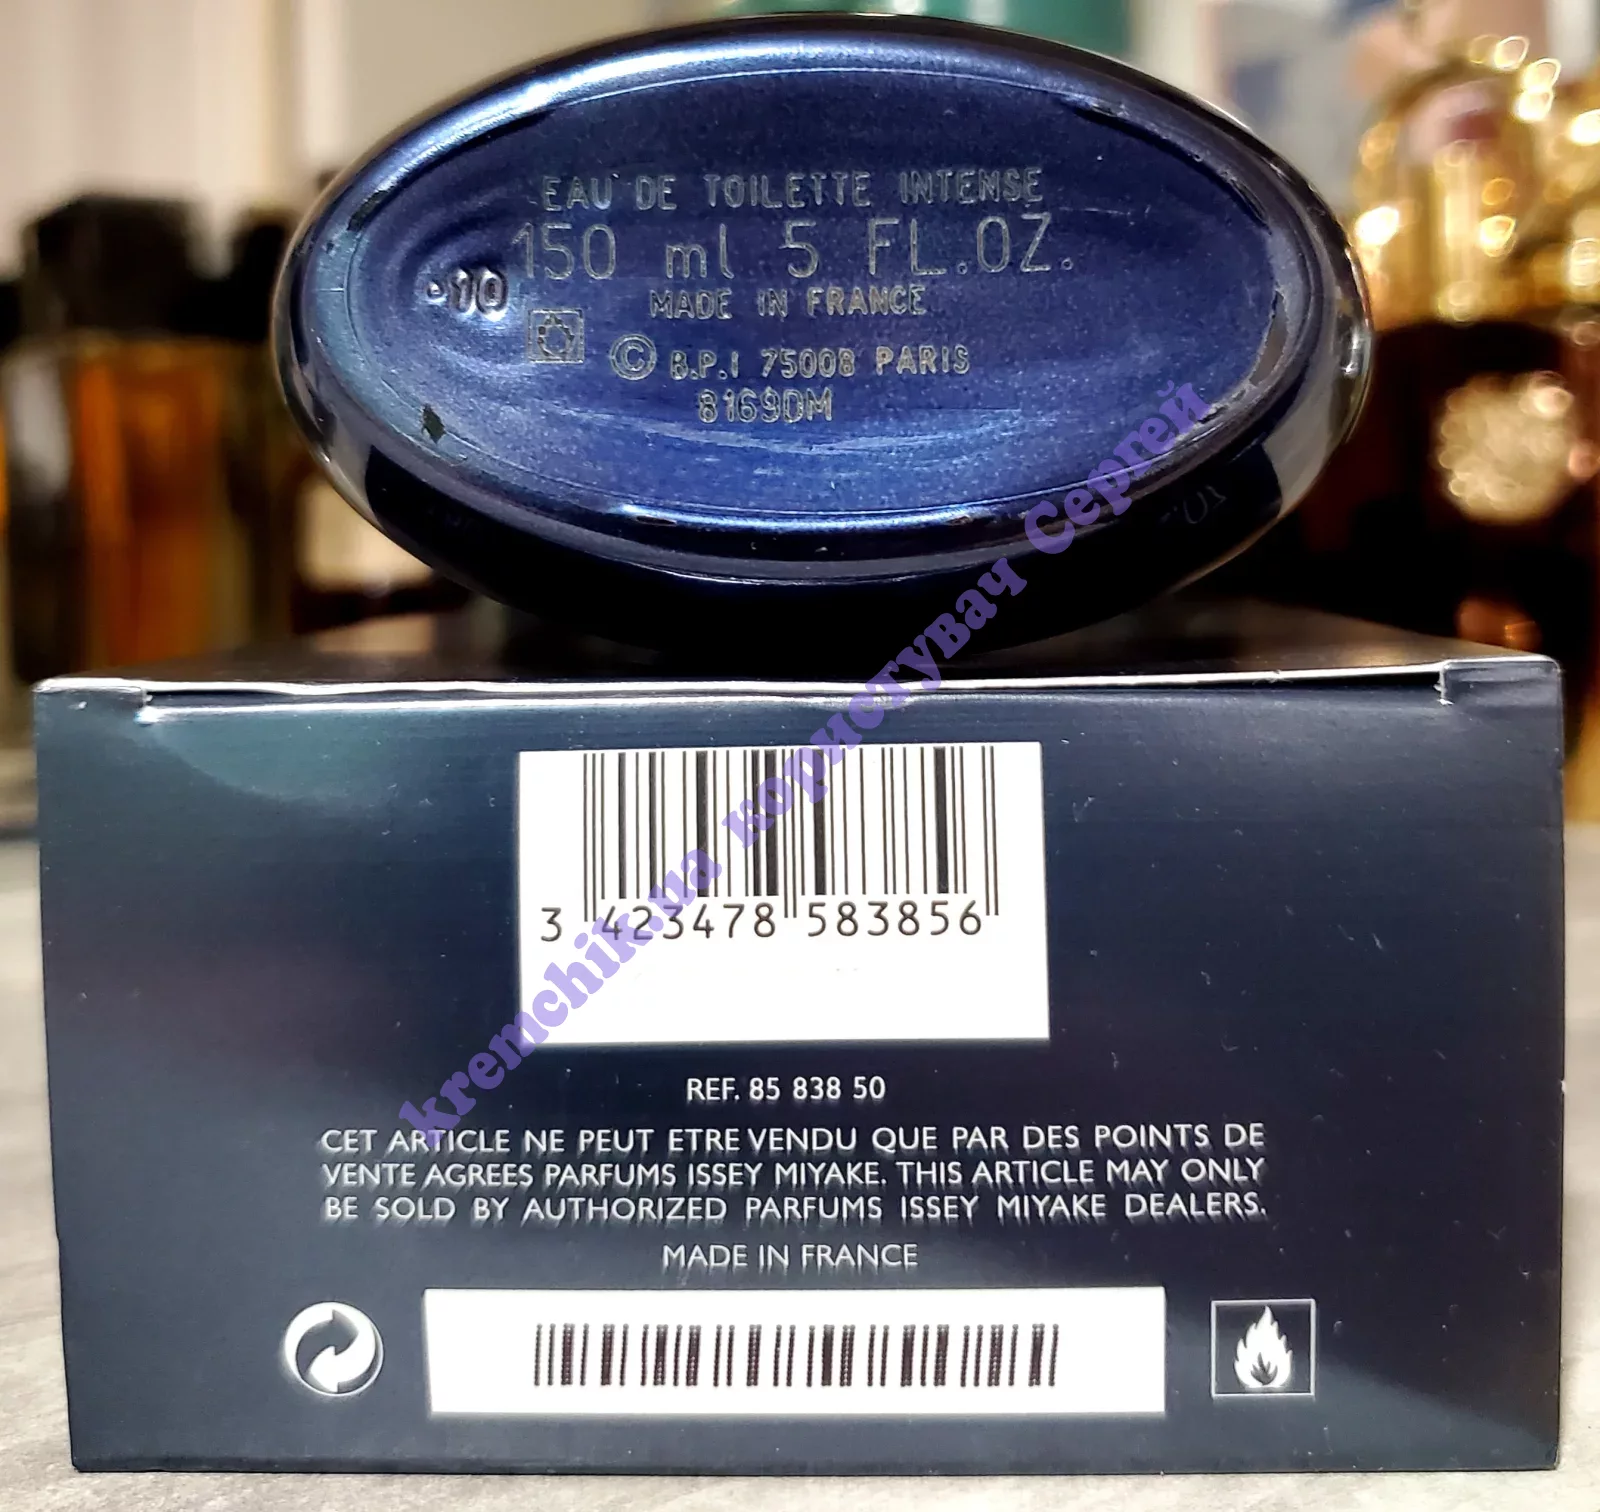 EAU DE TOILETTE INTENSE
150 ml 5 FL.OZ.
·10
MADE IN FRANCE
© B.P.I 75008 PARIS
8169DM
3 423478 583856
REF. 85 838 50
CET ARTICLE NE PEUT ETRE VENDU QUE PAR DES POINTS DE
VENTE AGREES PARFUMS ISSEY MIYAKE. THIS ARTICLE MAY ONLY
BE SOLD BY AUTHORIZED PARFUMS ISSEY MIYAKE DEALERS.
MADE IN FRANCE
kremchik.ua користувач Сергей